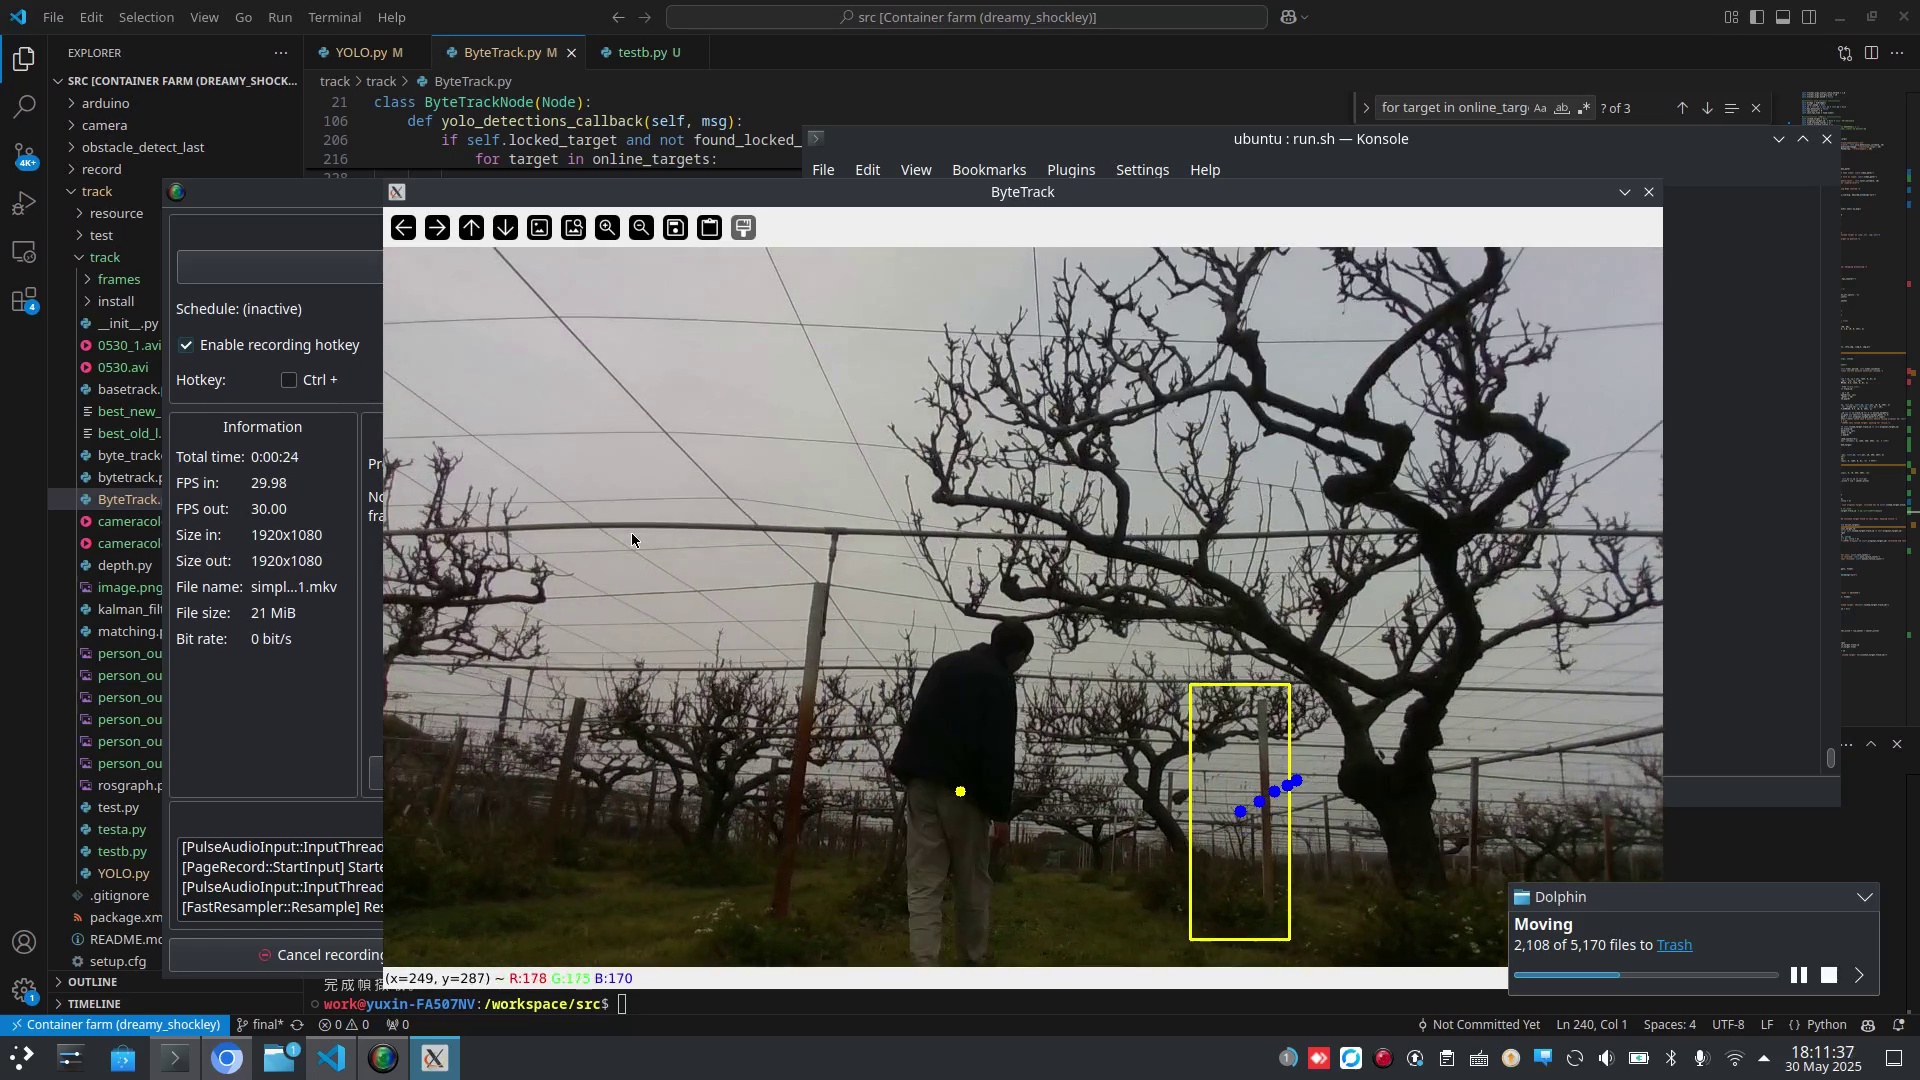 File Edit Selection View Go Run Terminal Help
src [Container farm (dreamy_shockley)]
EXPLORER
YOLO.py M
ByteTrack.py M
testb.py U
SRC [CONTAINER FARM (DREAMY_SHOCK...
track > track > ByteTrack.py
arduino
camera
obstacle_detect_last
record
track
resource
test
track
frames
install
__init__.py
0530_1.avi
0530.avi
basetrack.
best_new_
best_old_l.
byte_track
bytetrack.p
ByteTrack.
cameracol
cameracol
depth.py
image.png
kalman_filt
matching.p
person_ou
person_ou
person_ou
person_ou
person_ou
person_ou
rosgraph.p
test.py
testa.py
testb.py
YOLO.py
.gitignore
package.xm
README.md
setup.cfg
OUTLINE
TIMELINE
21 class ByteTrackNode(Node):
106 def yolo_detections_callback(self, msg):
206 if self.locked_target and not found_locked_
216 for target in online_targets:
for target in online_targ
Aa ab .*
? of 3
ubuntu : run.sh — Konsole
File Edit View Bookmarks Plugins Settings Help
ByteTrack
Schedule: (inactive)
Enable recording hotkey
Hotkey: Ctrl +
Information
Total time: 0:00:24
FPS in: 29.98
FPS out: 30.00
Size in: 1920x1080
Size out: 1920x1080
File name: simpl...1.mkv
File size: 21 MiB
Bit rate: 0 bit/s
Pr
No
fra
[PulseAudioInput::InputThread
[PageRecord::StartInput] Starte
[PulseAudioInput::InputThread
[FastResampler::Resample] Res
Cancel recording
(x=249, y=287) ~ R:178 G:175 B:170
work@yuxin-FA507NV:/workspace/src$
Dolphin
Moving
2,108 of 5,170 files to Trash
Container farm (dreamy_shockley)
final*
0 0
0
Not Committed Yet
Ln 240, Col 1
Spaces: 4
UTF-8
LF
{} Python
4K+
4
1
1
1
18:11:37
30 May 2025